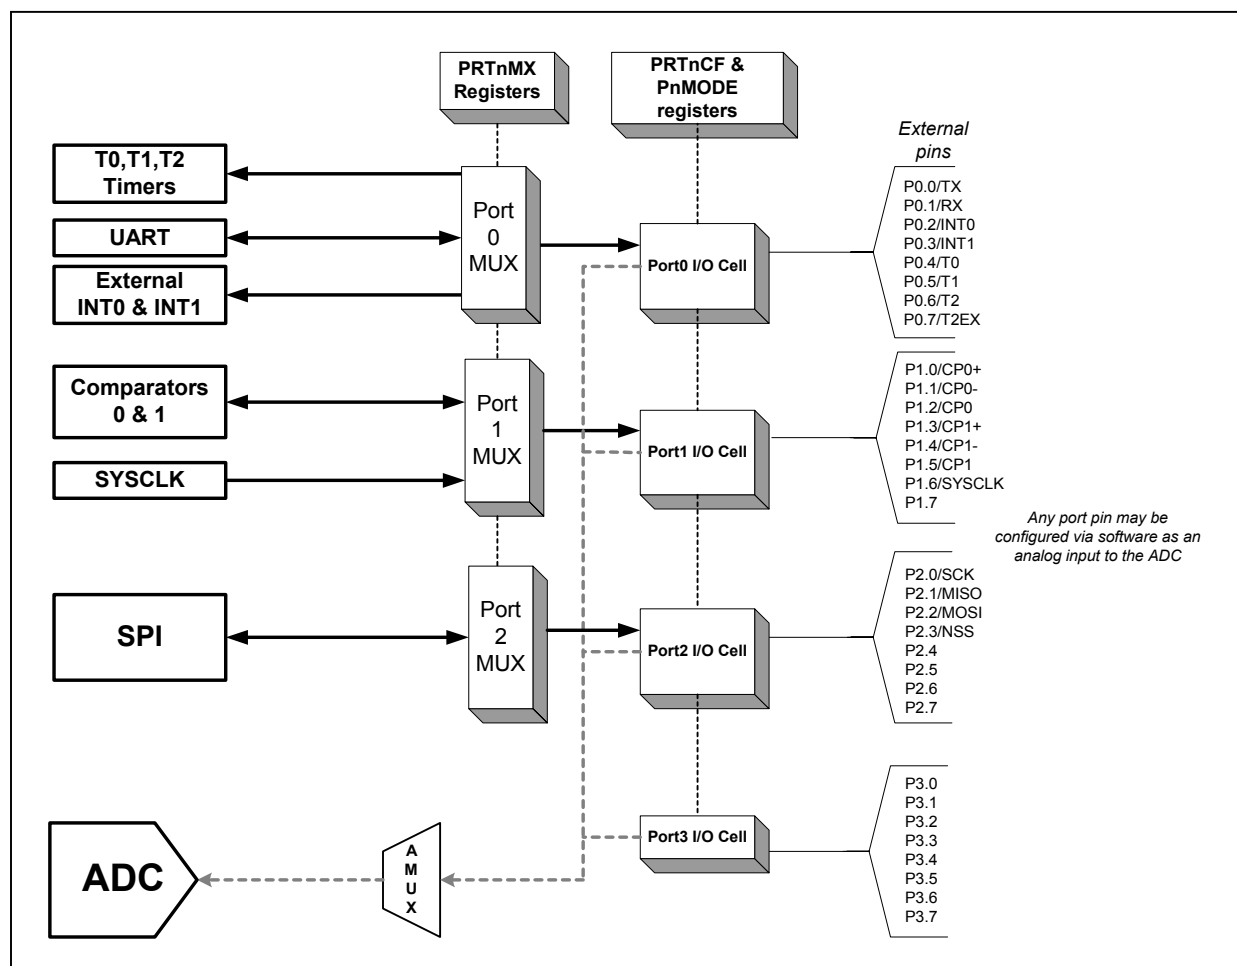 PRTnMX
Registers
PRTnCF &
PnMODE
registers
External
pins
T0,T1,T2
Timers
UART
External
INT0 & INT1
Port
0
MUX
Port0 I/O Cell
P0.0/TX
P0.1/RX
P0.2/INT0
P0.3/INT1
P0.4/T0
P0.5/T1
P0.6/T2
P0.7/T2EX
Comparators
0 & 1
SYSCLK
Port
1
MUX
Port1 I/O Cell
P1.0/CP0+
P1.1/CP0-
P1.2/CP0
P1.3/CP1+
P1.4/CP1-
P1.5/CP1
P1.6/SYSCLK
P1.7
Any port pin may be
configured via software as an
analog input to the ADC
SPI
Port
2
MUX
Port2 I/O Cell
P2.0/SCK
P2.1/MISO
P2.2/MOSI
P2.3/NSS
P2.4
P2.5
P2.6
P2.7
ADC
A
M
U
X
Port3 I/O Cell
P3.0
P3.1
P3.2
P3.3
P3.4
P3.5
P3.6
P3.7